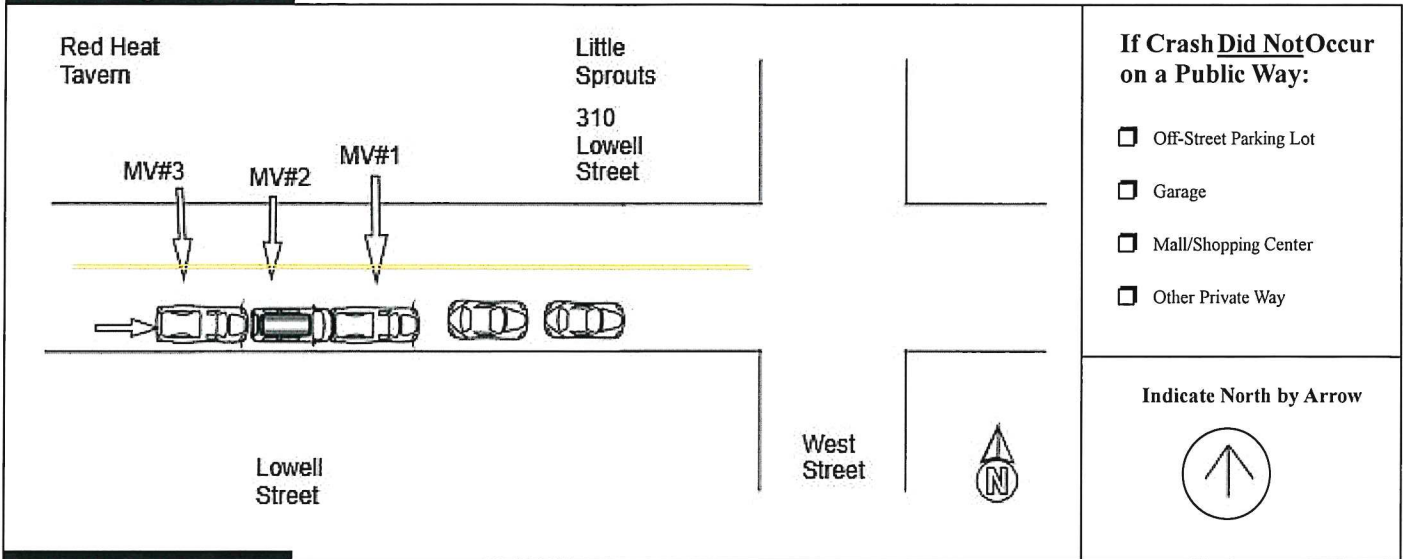 Red Heat
Tavern
Little
Sprouts
310
Lowell
Street
MV#3
MV#2
MV#1
Lowell
Street
West
Street
N
If Crash Did Not Occur
on a Public Way:
Off-Street Parking Lot
Garage
Mall/Shopping Center
Other Private Way
Indicate North by Arrow